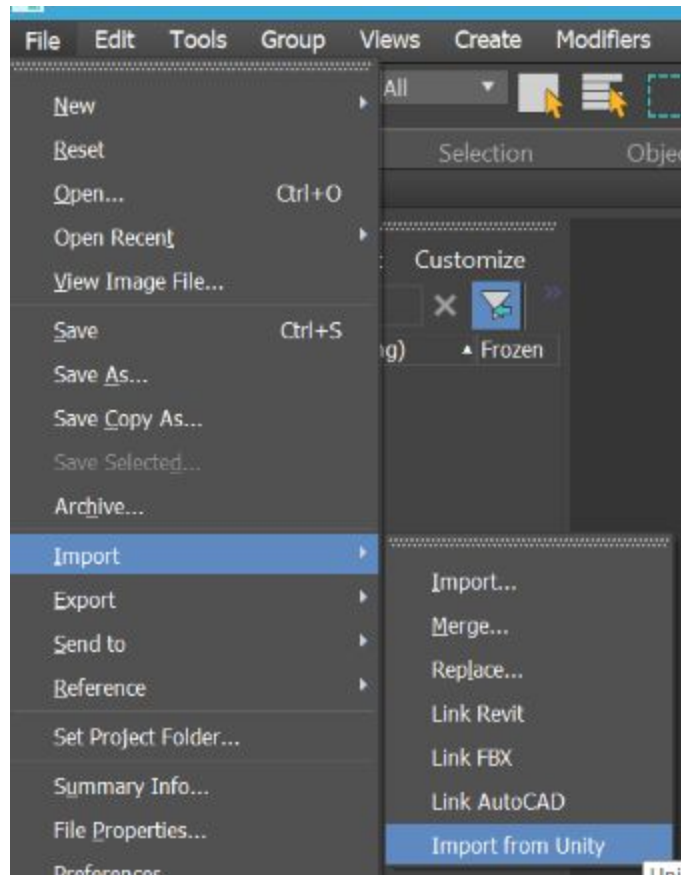 File Edit Tools Group Views Create Modifiers
All
New
Reset
Selection
Open... Ctrl+O
Open Recent
Customize
View Image File...
Save Ctrl+S
▲ Frozen
Save As...
Save Copy As...
Save Selected...
Archive...
Import
Import...
Export
Merge...
Send to
Replace...
Reference
Link Revit
Set Project Folder...
Link FBX
Summary Info...
Link AutoCAD
File Properties...
Import from Unity
Preferences